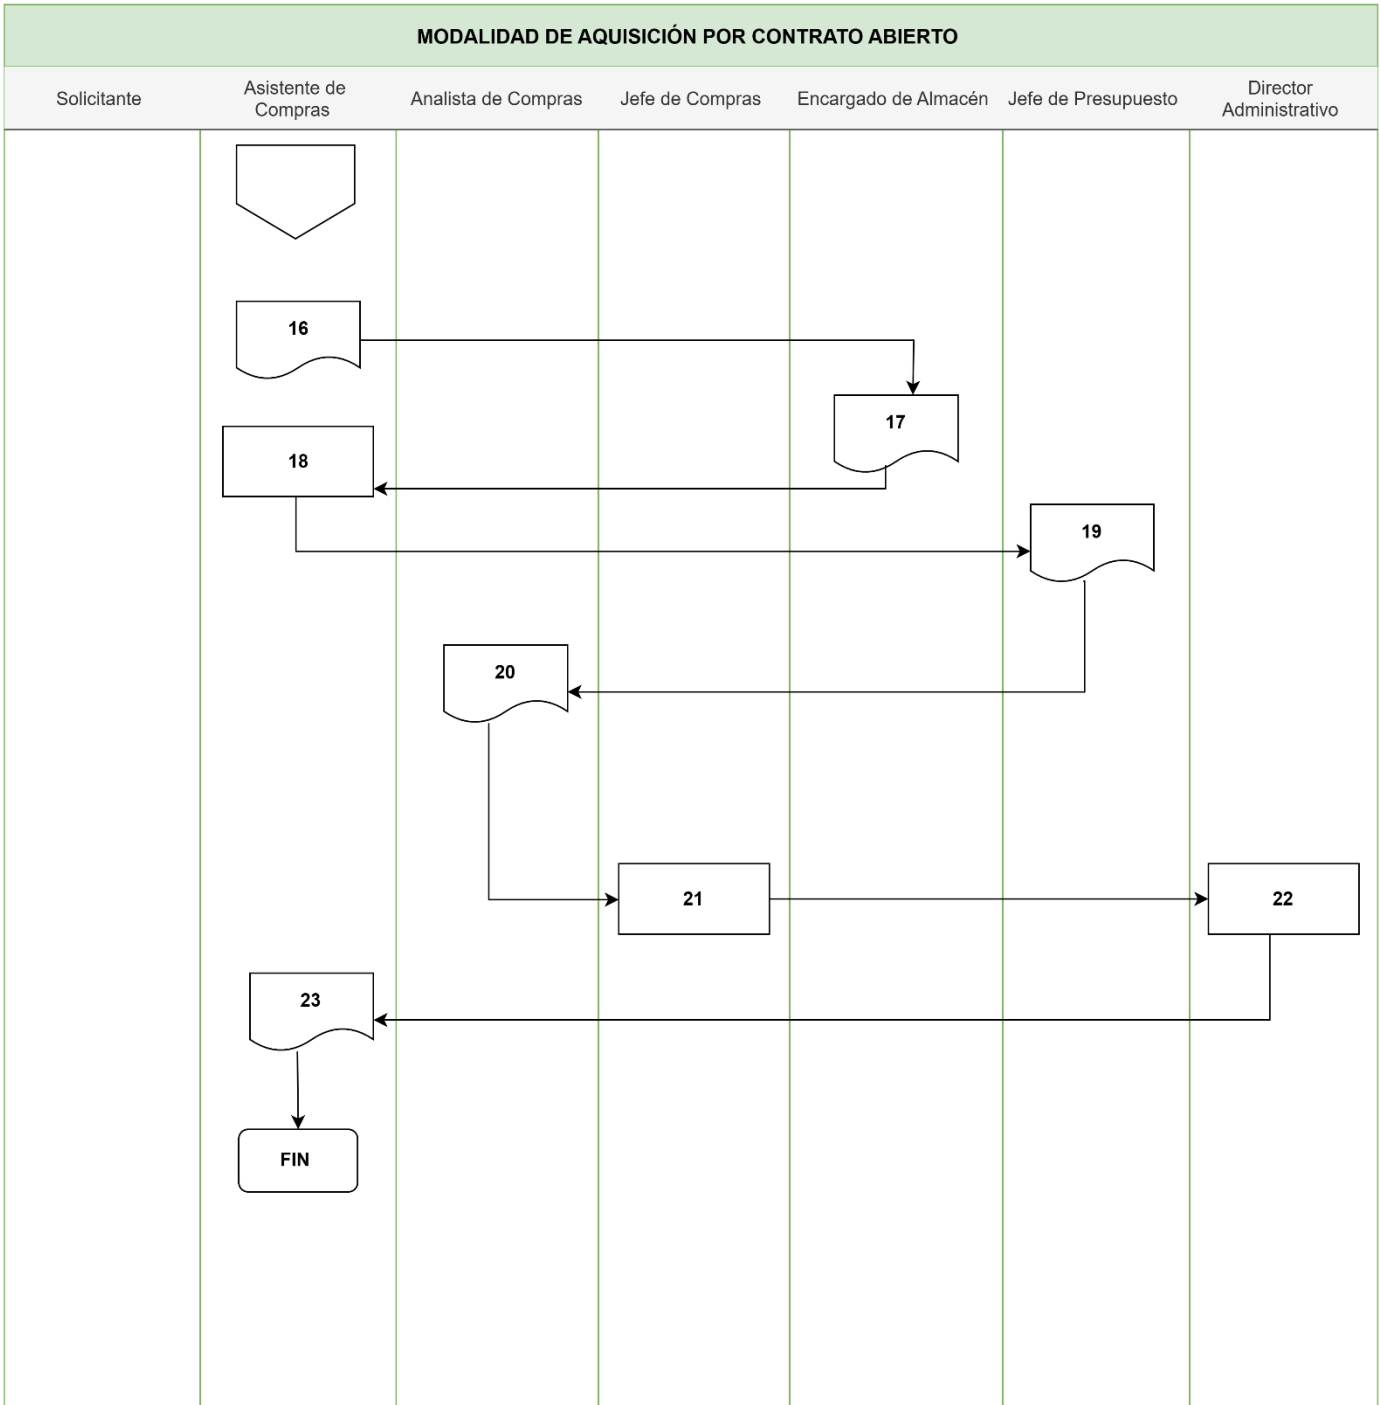 MODALIDAD DE AQUISICIÓN POR CONTRATO ABIERTO
Solicitante
Asistente de
Compras
Analista de Compras
Jefe de Compras
Encargado de Almacén
Jefe de Presupuesto
Director
Administrativo
16
17
18
19
20
21
22
23
FIN